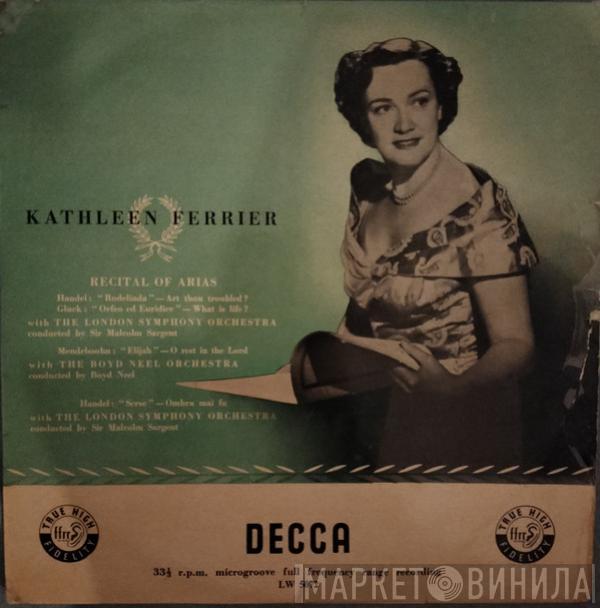 KATHLEEN FERRIER
RECITAL OF ARIAS
Handel: "Rodelinda"—Art thou troubled?
Gluck: "Orfeo ed Euridice"—What is life?
with THE LONDON SYMPHONY ORCHESTRA
conducted by Sir Malcolm Sargent
Mendelssohn: "Elijah"—O rest in the Lord
with THE BOYD NEEL ORCHESTRA
conducted by Boyd Neel
Handel: "Serse"—Ombra mai fu
with THE LONDON SYMPHONY ORCHESTRA
conducted by Sir Malcolm Sargent
TRUE HIGH
ffrr
FIDELITY
DECCA
TRUE HIGH
ffrr
FIDELITY
33⅓ r.p.m. microgroove full frequency range recording
LW
МАРКЕТ ВИНИЛА